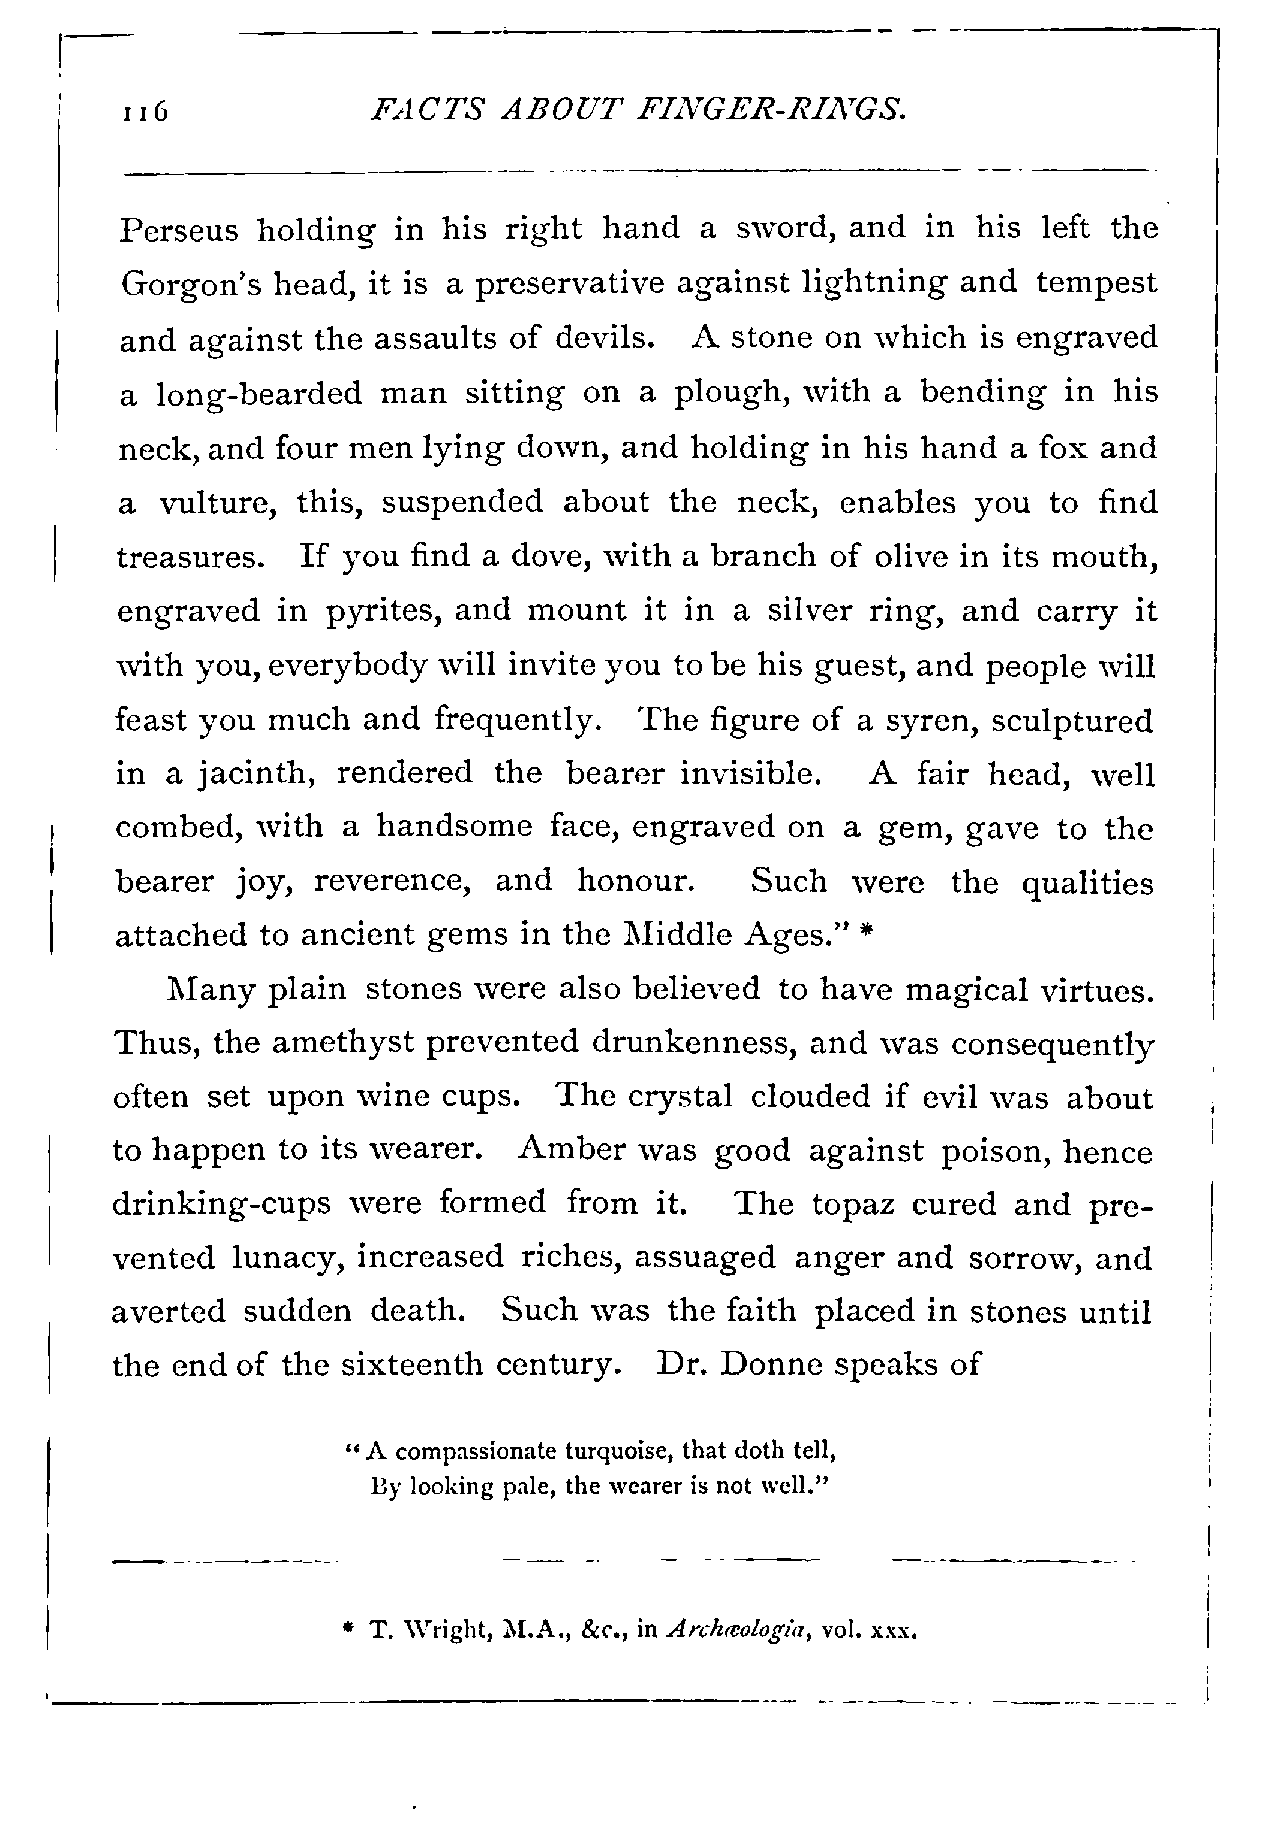 116 FACTS ABOUT FINGER-RINGS.
Perseus holding in his right hand a sword, and in his left the
Gorgon's head, it is a preservative against lightning and tempest
and against the assaults of devils. A stone on which is engraved
a long-bearded man sitting on a plough, with a bending in his
neck, and four men lying down, and holding in his hand a fox and
a vulture, this, suspended about the neck, enables you to find
treasures. If you find a dove, with a branch of olive in its mouth,
engraved in pyrites, and mount it in a silver ring, and carry it
with you, everybody will invite you to be his guest, and people will
feast you much and frequently. The figure of a syren, sculptured
in a jacinth, rendered the bearer invisible. A fair head, well
combed, with a handsome face, engraved on a gem, gave to the
bearer joy, reverence, and honour. Such were the qualities
attached to ancient gems in the Middle Ages." *
Many plain stones were also believed to have magical virtues.
Thus, the amethyst prevented drunkenness, and was consequently
often set upon wine cups. The crystal clouded if evil was about
to happen to its wearer. Amber was good against poison, hence
drinking-cups were formed from it. The topaz cured and pre-
vented lunacy, increased riches, assuaged anger and sorrow, and
averted sudden death. Such was the faith placed in stones until
the end of the sixteenth century. Dr. Donne speaks of
"A compassionate turquoise, that doth tell,
By looking pale, the wearer is not well."
* T. Wright, M.A., &c., in Archæologia, vol. xxx.